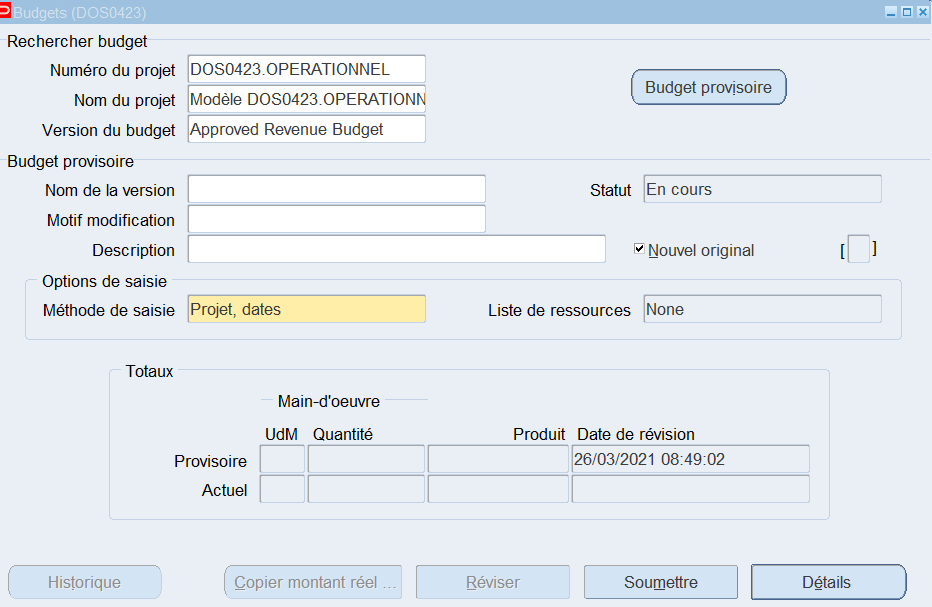 Budgets (DOS0423)
Rechercher budget
Numéro du projet DOS0423.OPERATIONNEL
Budget provisoire
Nom du projet Modèle DOS0423.OPERATIONN
Version du budget Approved Revenue Budget
Budget provisoire
Nom de la version Statut En cours
Motif modification
Description Nouvel original [ ]
Options de saisie
Méthode de saisie Projet, dates Liste de ressources None
Totaux
Main-d'oeuvre
UdM Quantité Produit Date de révision
Provisoire 26/03/2021 08:49:02
Actuel
Historique Copier montant réel ... Réviser Soumettre Détails